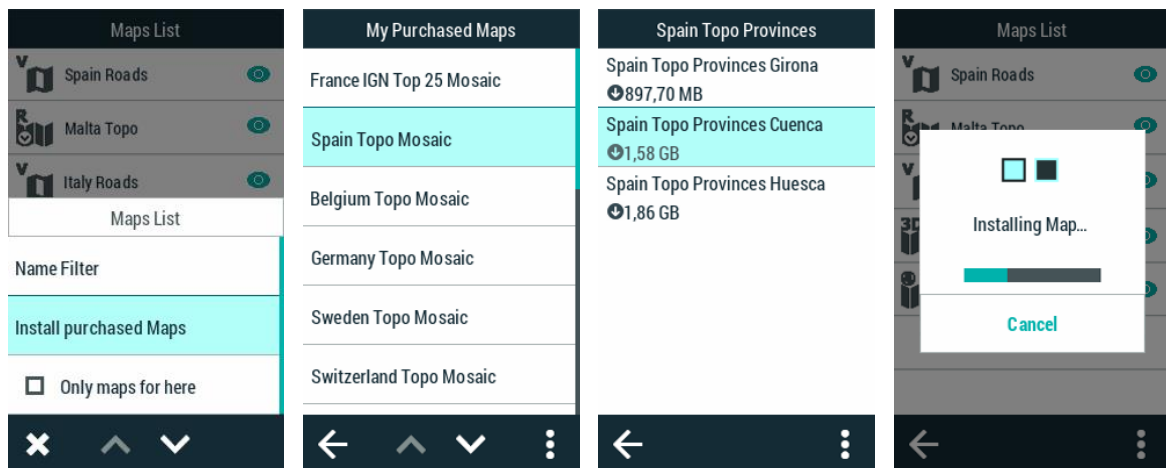 Maps List
V
Spain Roads
R
Malta Topo
V
Italy Roads
Maps List
Name Filter
Install purchased Maps
Only maps for here
My Purchased Maps
France IGN Top 25 Mosaic
Spain Topo Mosaic
Belgium Topo Mosaic
Germany Topo Mosaic
Sweden Topo Mosaic
Switzerland Topo Mosaic
Spain Topo Provinces
Spain Topo Provinces Girona
897,70 MB
Spain Topo Provinces Cuenca
1,58 GB
Spain Topo Provinces Huesca
1,86 GB
Maps List
V
Spain Roads
R
Malta Topo
V
3D
Installing Map...
Cancel